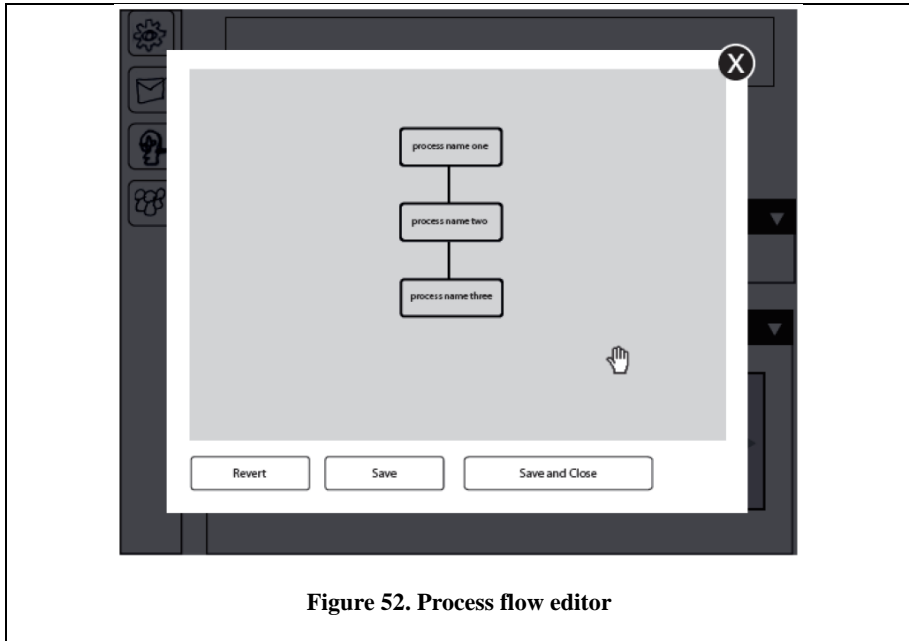 X
process name one
process name two
process name three
Revert Save Save and Close
Figure 52. Process flow editor